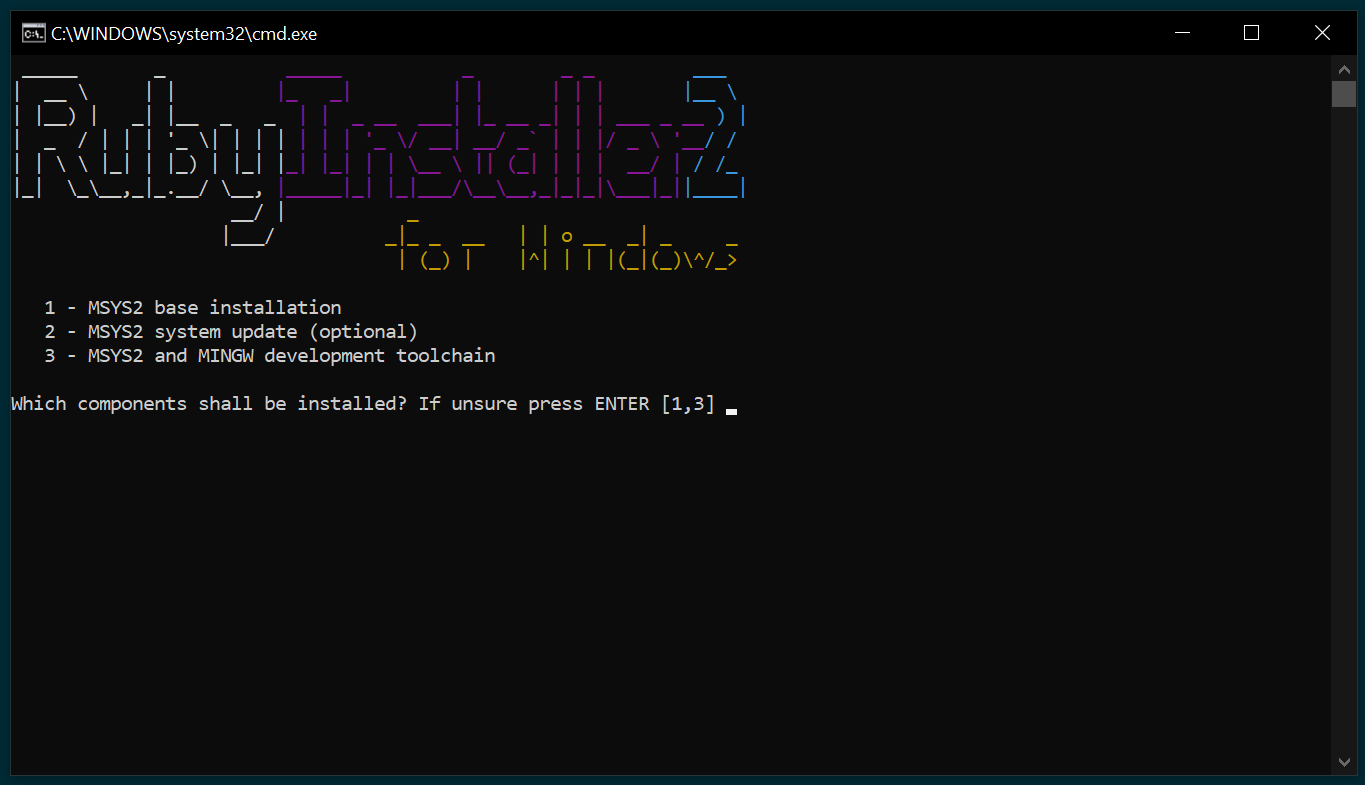 C:\WINDOWS\system32\cmd.exe
RubyInstaller2
for Windows
1 - MSYS2 base installation
2 - MSYS2 system update (optional)
3 - MSYS2 and MINGW development toolchain
Which components shall be installed? If unsure press ENTER [1,3]